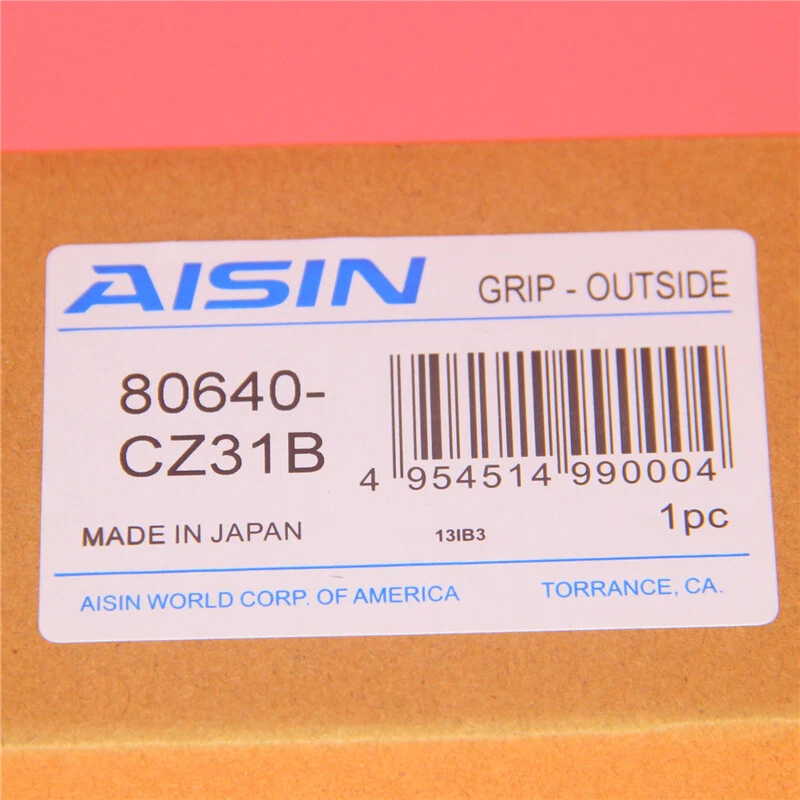 AISIN GRIP - OUTSIDE
80640-
CZ31B
4 954514 990004
1pc
MADE IN JAPAN 13IB3
AISIN WORLD CORP. OF AMERICA TORRANCE, CA.